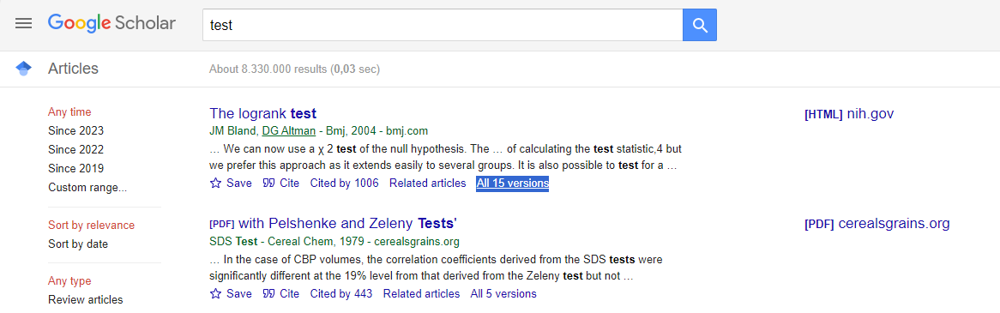 Google Scholar
test
Articles
About 8.330.000 results (0,03 sec)
Any time
Since 2023
Since 2022
Since 2019
Custom range...
Sort by relevance
Sort by date
Any type
Review articles
The logrank test
JM Bland, DG Altman - Bmj, 2004 - bmj.com
… We can now use a χ 2 test of the null hypothesis. The … of calculating the test statistic,4 but
we prefer this approach as it extends easily to several groups. It is also possible to test for a …
Save Cite Cited by 1006 Related articles All 15 versions
[HTML] nih.gov
[PDF] with Pelshenke and Zeleny Tests'
SDS Test - Cereal Chem, 1979 - cerealsgrains.org
… In the case of CBP volumes, the correlation coefficients derived from the SDS tests were
significantly different at the 19% level from that derived from the Zeleny test but not …
Save Cite Cited by 443 Related articles All 5 versions
[PDF] cerealsgrains.org